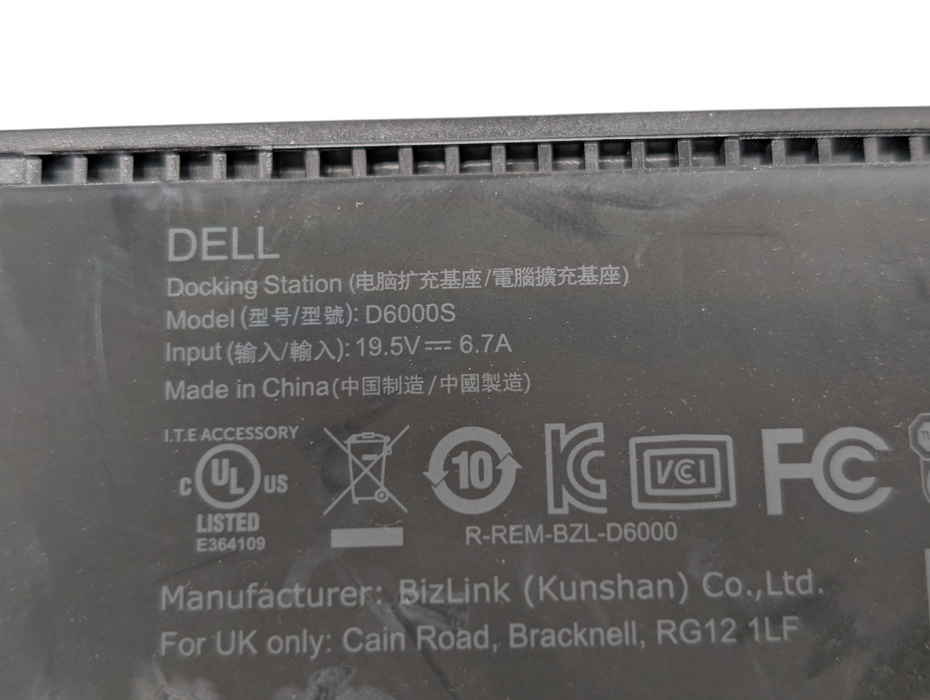 DELL
Docking Station (电脑扩充基座/電腦擴充基座)
Model (型号/型號): D6000S
Input (输入/輸入): 19.5V⎓ 6.7A
Made in China(中国制造/中國製造)
I.T.E ACCESSORY
c UL US
LISTED
E364109
10
KC
VCI
FC
R-REM-BZL-D6000
Manufacturer: BizLink (Kunshan) Co.,Ltd.
For UK only: Cain Road, Bracknell, RG12 1LF